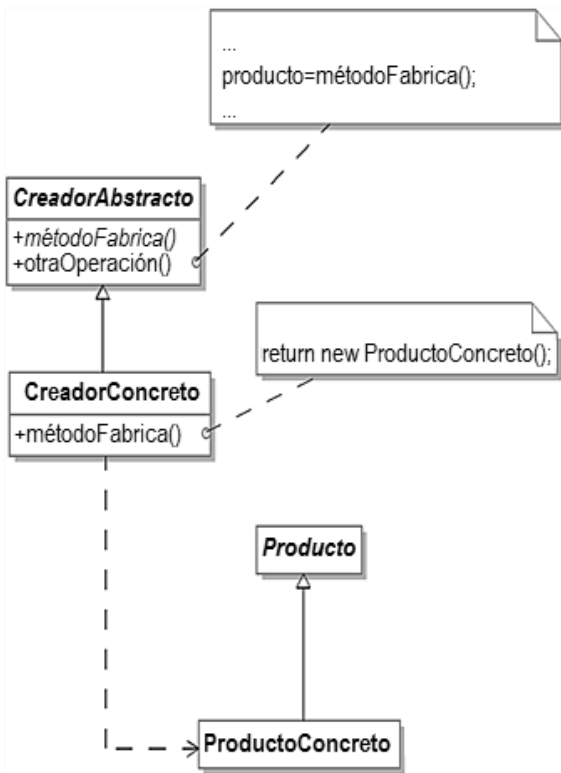 ...
producto=métodoFabrica();
...
CreadorAbstracto
+métodoFabrica()
+otraOperación()
return new ProductoConcreto();
CreadorConcreto
+métodoFabrica()
Producto
ProductoConcreto